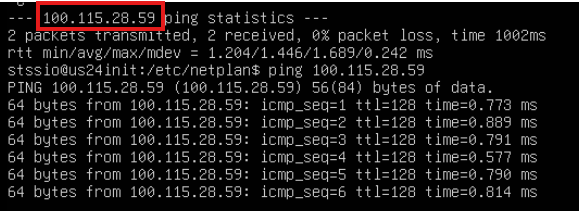 --- 100.115.28.59 ping statistics ---
2 packets transmitted, 2 received, 0% packet loss, time 1002ms
rtt min/avg/max/mdev = 1.204/1.446/1.689/0.242 ms
stssio@us24init:/etc/netplan$ ping 100.115.28.59
PING 100.115.28.59 (100.115.28.59) 56(84) bytes of data.
64 bytes from 100.115.28.59: icmp_seq=1 ttl=128 time=0.773 ms
64 bytes from 100.115.28.59: icmp_seq=2 ttl=128 time=0.889 ms
64 bytes from 100.115.28.59: icmp_seq=3 ttl=128 time=0.791 ms
64 bytes from 100.115.28.59: icmp_seq=4 ttl=128 time=0.577 ms
64 bytes from 100.115.28.59: icmp_seq=5 ttl=128 time=0.790 ms
64 bytes from 100.115.28.59: icmp_seq=6 ttl=128 time=0.814 ms